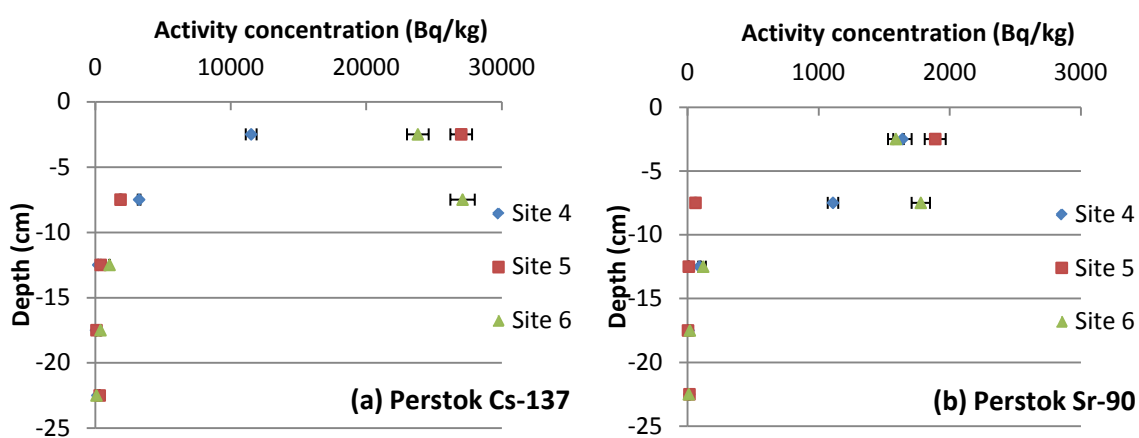 Activity concentration (Bq/kg)
0 10000 20000 30000
0
-5
-10
-15
-20
-25
Depth (cm)
Site 4
Site 5
Site 6
(a) Perstok Cs-137
Activity concentration (Bq/kg)
0 1000 2000 3000
0
-5
-10
-15
-20
-25
Depth (cm)
Site 4
Site 5
Site 6
(b) Perstok Sr-90